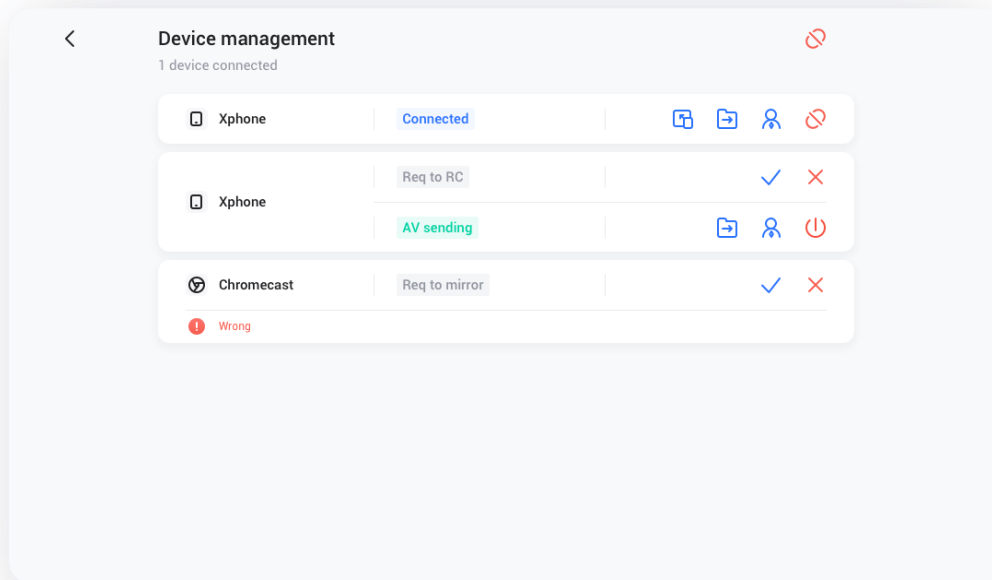 Device management
1 device connected
Xphone Connected
Req to RC
Xphone
AV sending
Chromecast Req to mirror
Wrong